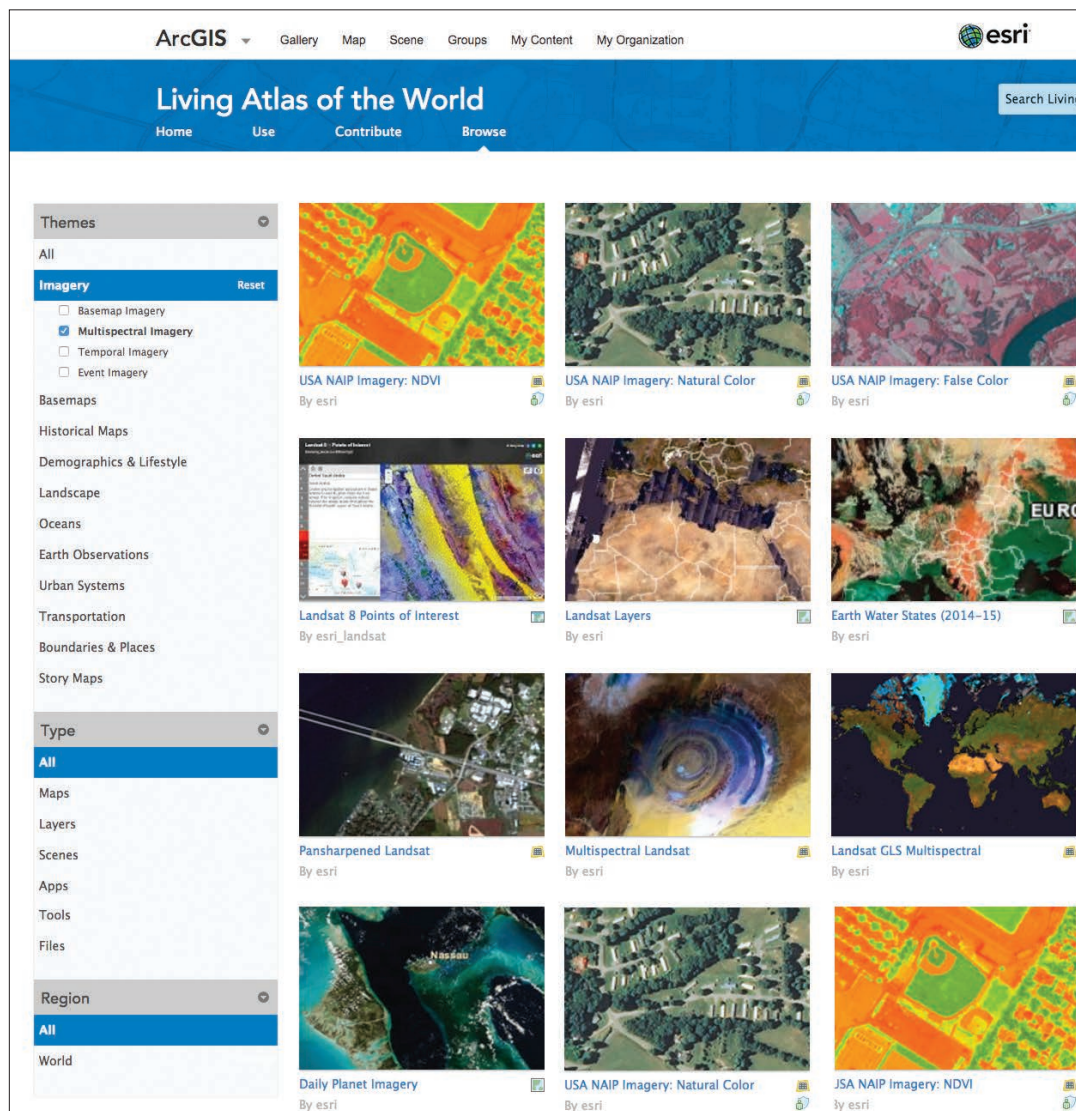 ArcGIS Gallery Map Scene Groups My Content My Organization esri
Living Atlas of the World
Search Living
Home Use Contribute Browse
Themes
All
Imagery Reset
Basemap Imagery
Multispectral Imagery
Temporal Imagery
Event Imagery
Basemaps
Historical Maps
Demographics & Lifestyle
Landscape
Oceans
Earth Observations
Urban Systems
Transportation
Boundaries & Places
Story Maps
Type
All
Maps
Layers
Scenes
Apps
Tools
Files
Region
All
World
USA NAIP Imagery: NDVI
By esri
USA NAIP Imagery: Natural Color
By esri
USA NAIP Imagery: False Color
By esri
Landsat 8 Points of Interest
By esri_landsat
Landsat Layers
By esri
EURO
Earth Water States (2014-15)
By esri
Pansharpened Landsat
By esri
Multispectral Landsat
By esri
Landsat GLS Multispectral
By esri
Nassau
Daily Planet Imagery
By esri
USA NAIP Imagery: Natural Color
By esri
JSA NAIP Imagery: NDVI
By esri